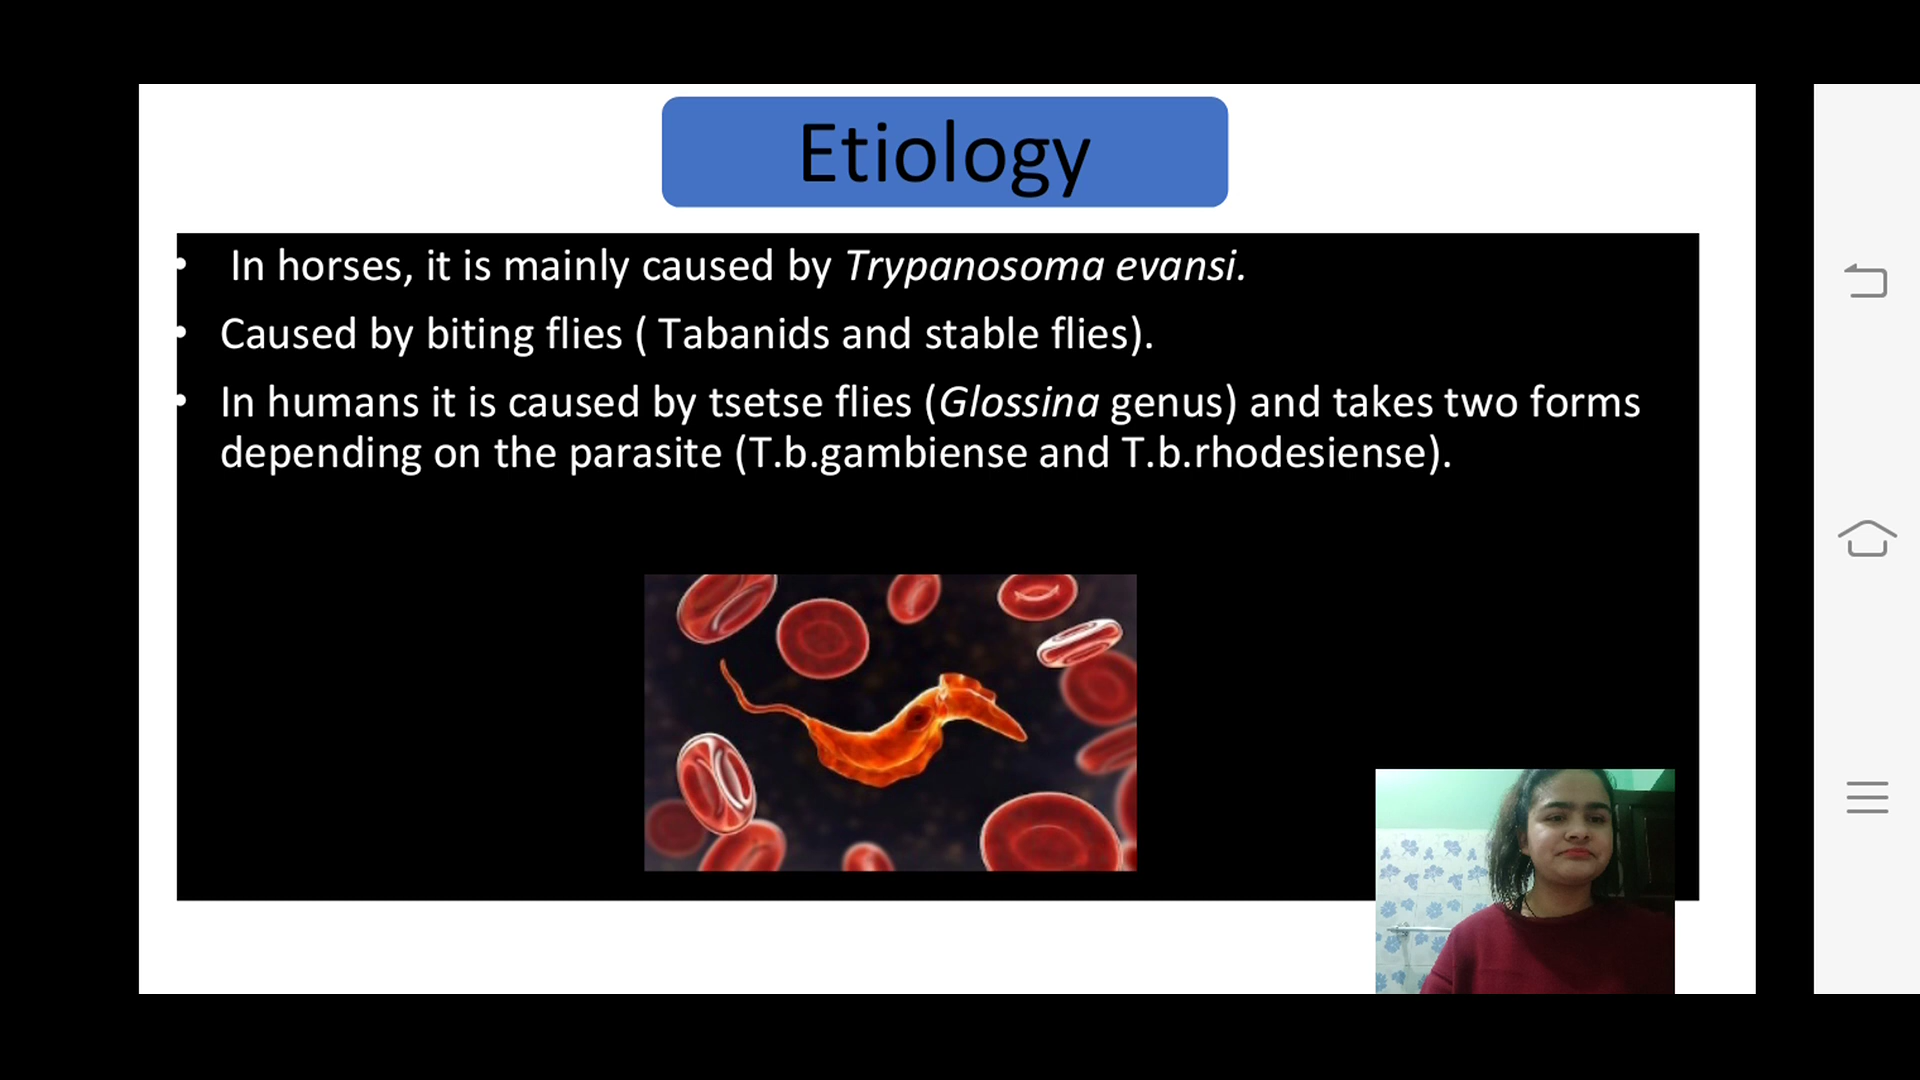 Etiology
• In horses, it is mainly caused by Trypanosoma evansi.
• Caused by biting flies ( Tabanids and stable flies).
• In humans it is caused by tsetse flies (Glossina genus) and takes two forms
depending on the parasite (T.b.gambiense and T.b.rhodesiense).